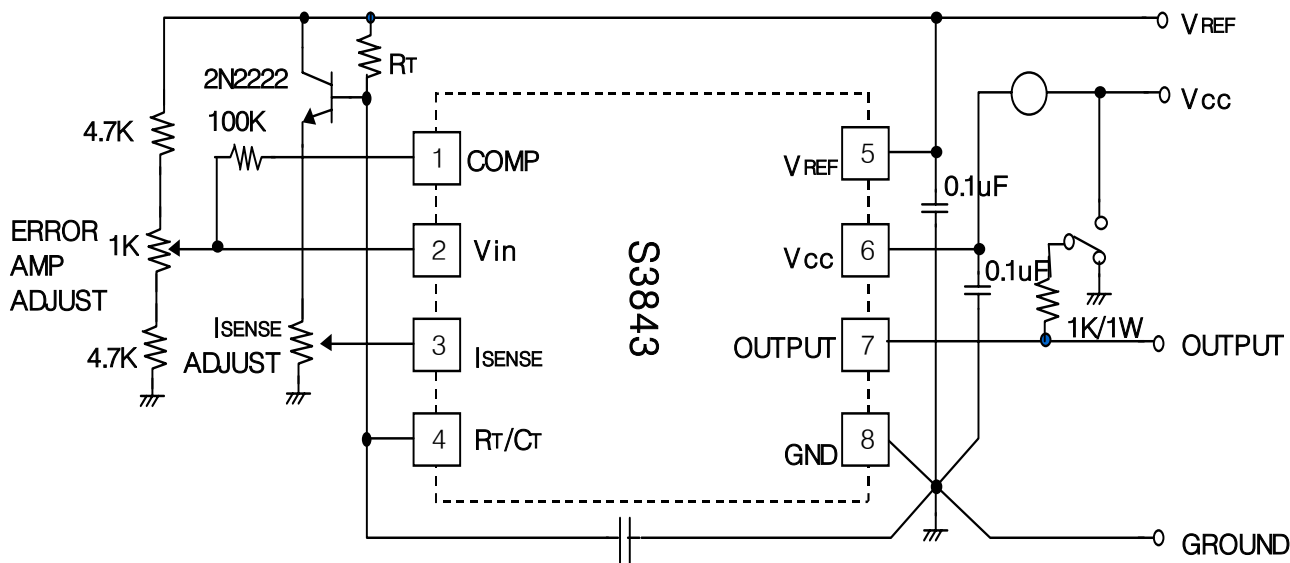 VREF
RT
2N2222
VCC
100K
4.7K
1 COMP
VREF 5
0.1uF
ERROR
AMP
ADJUST
1K
2 Vin
S3843
VCC 6
0.1uF
ISENSE
ADJUST
4.7K
3 ISENSE
OUTPUT 7
1K/1W
OUTPUT
4 RT/CT
GND 8
GROUND